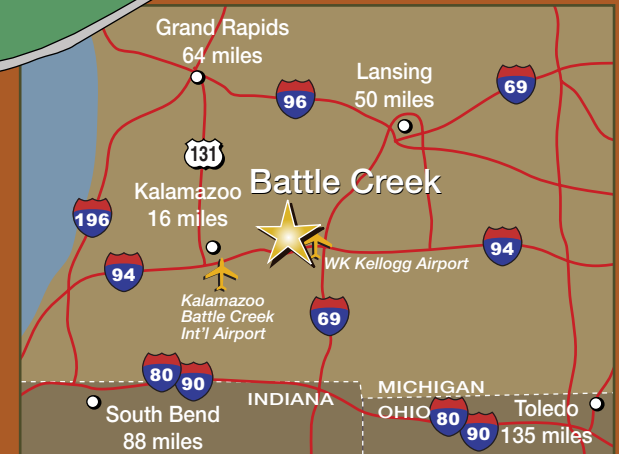 Grand Rapids
64 miles
Lansing
50 miles
96
69
131
Battle Creek
Kalamazoo
16 miles
196
94
94
WK Kellogg Airport
Kalamazoo
Battle Creek
Int'l Airport
69
80
90
INDIANA
MICHIGAN
OHIO
80
90
South Bend
88 miles
Toledo
135 miles